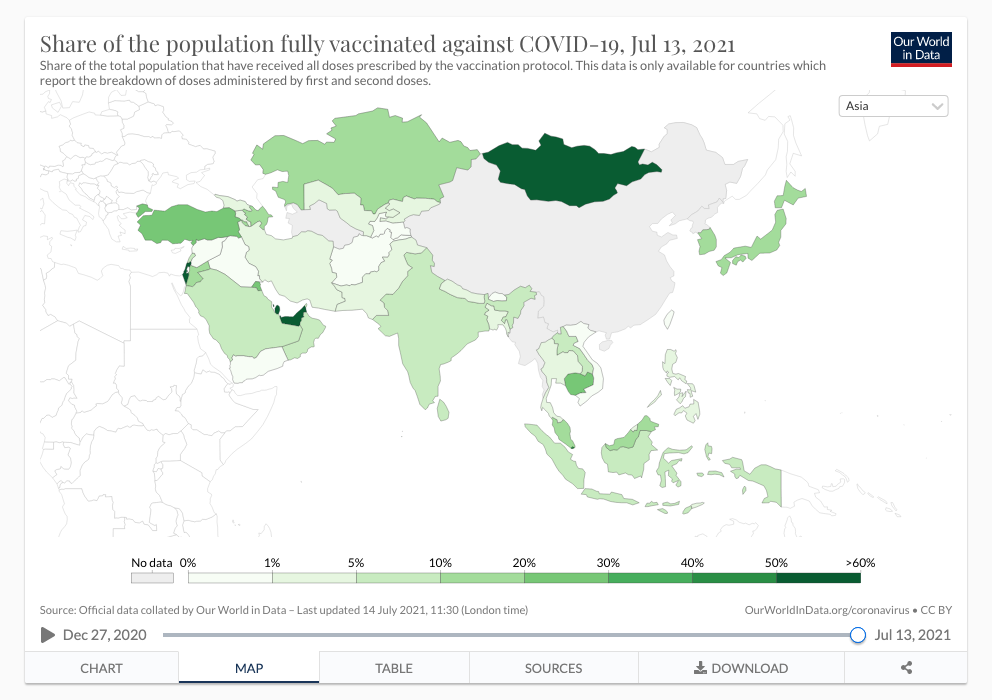 Share of the population fully vaccinated against COVID-19, Jul 13, 2021
Share of the total population that have received all doses prescribed by the vaccination protocol. This data is only available for countries which
report the breakdown of doses administered by first and second doses.
Our World
in Data
Asia
No data 0% 1% 5% 10% 20% 30% 40% 50% >60%
Source: Official data collated by Our World in Data – Last updated 14 July 2021, 11:30 (London time)
OurWorldInData.org/coronavirus • CC BY
Dec 27, 2020
Jul 13, 2021
CHART
MAP
TABLE
SOURCES
DOWNLOAD